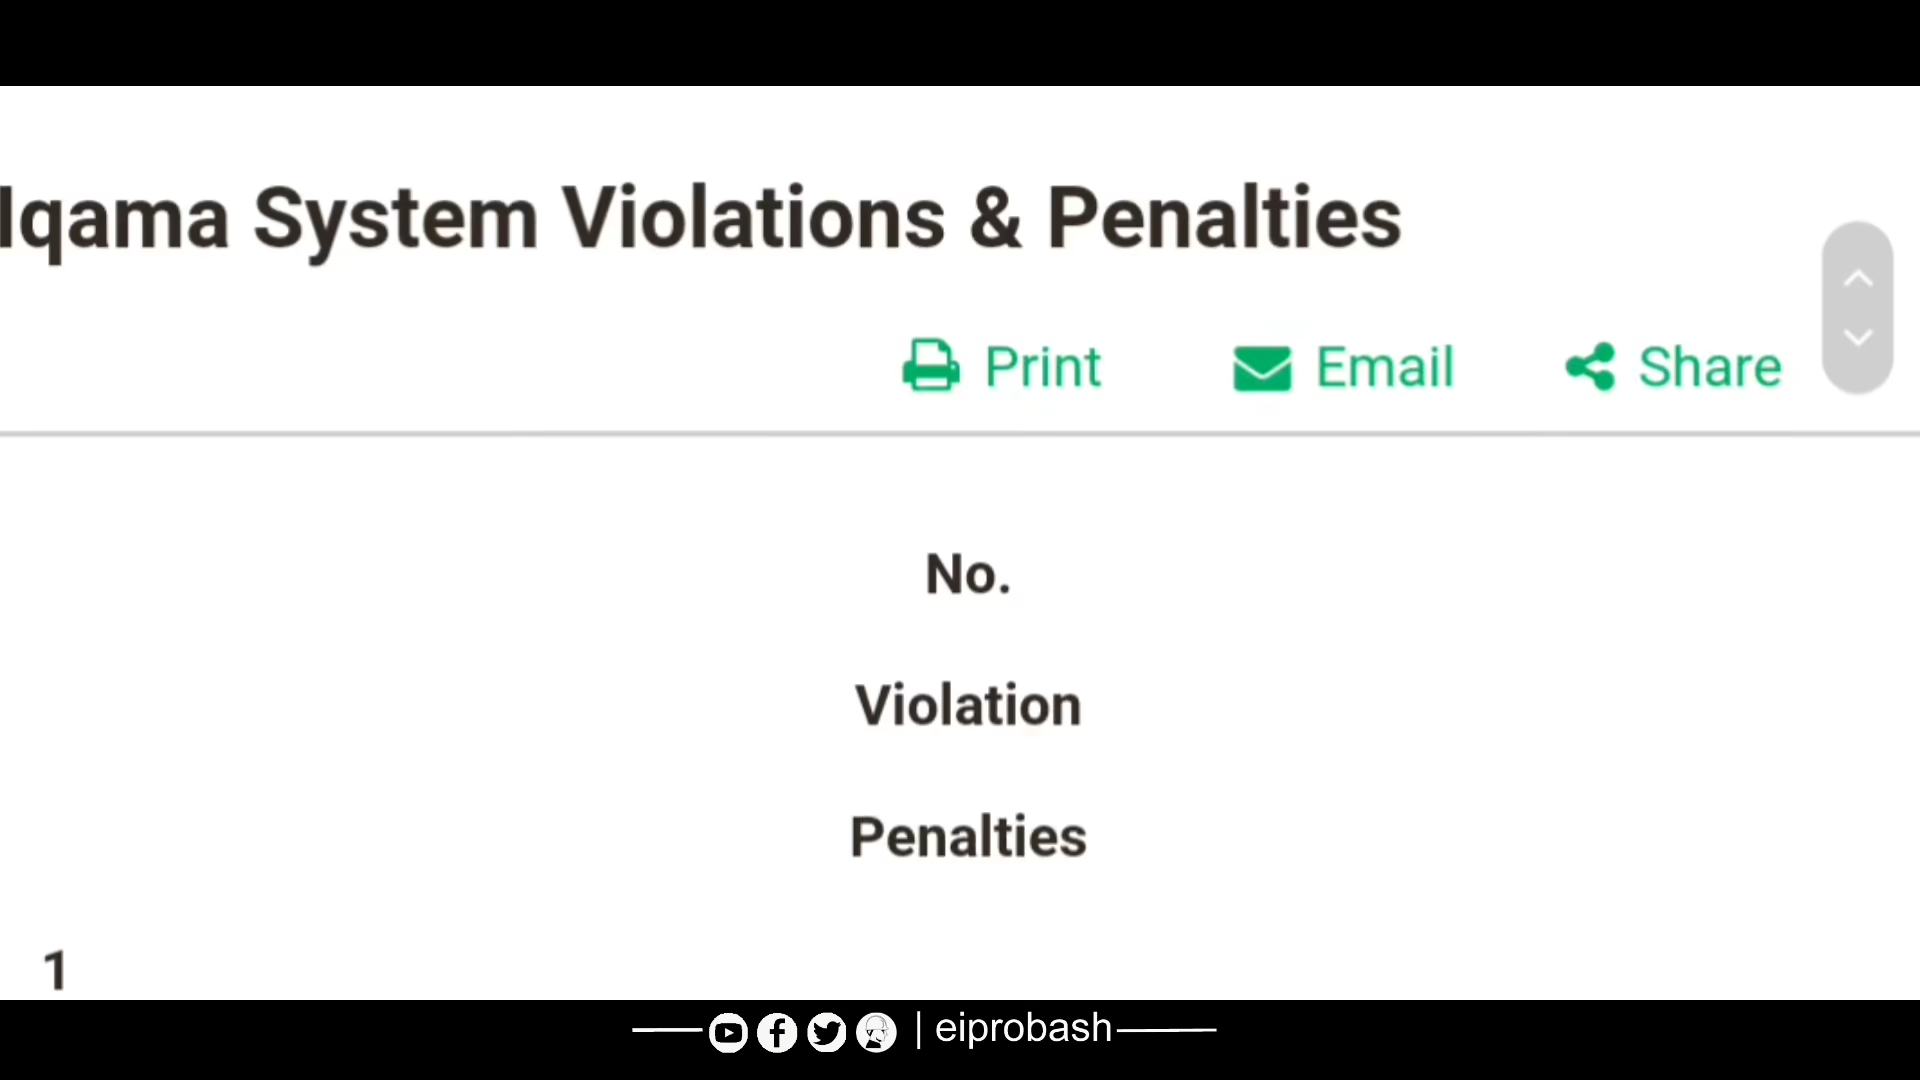 Iqama System Violations & Penalties
Print Email Share
No.
Violation
Penalties
1
| eiprobash